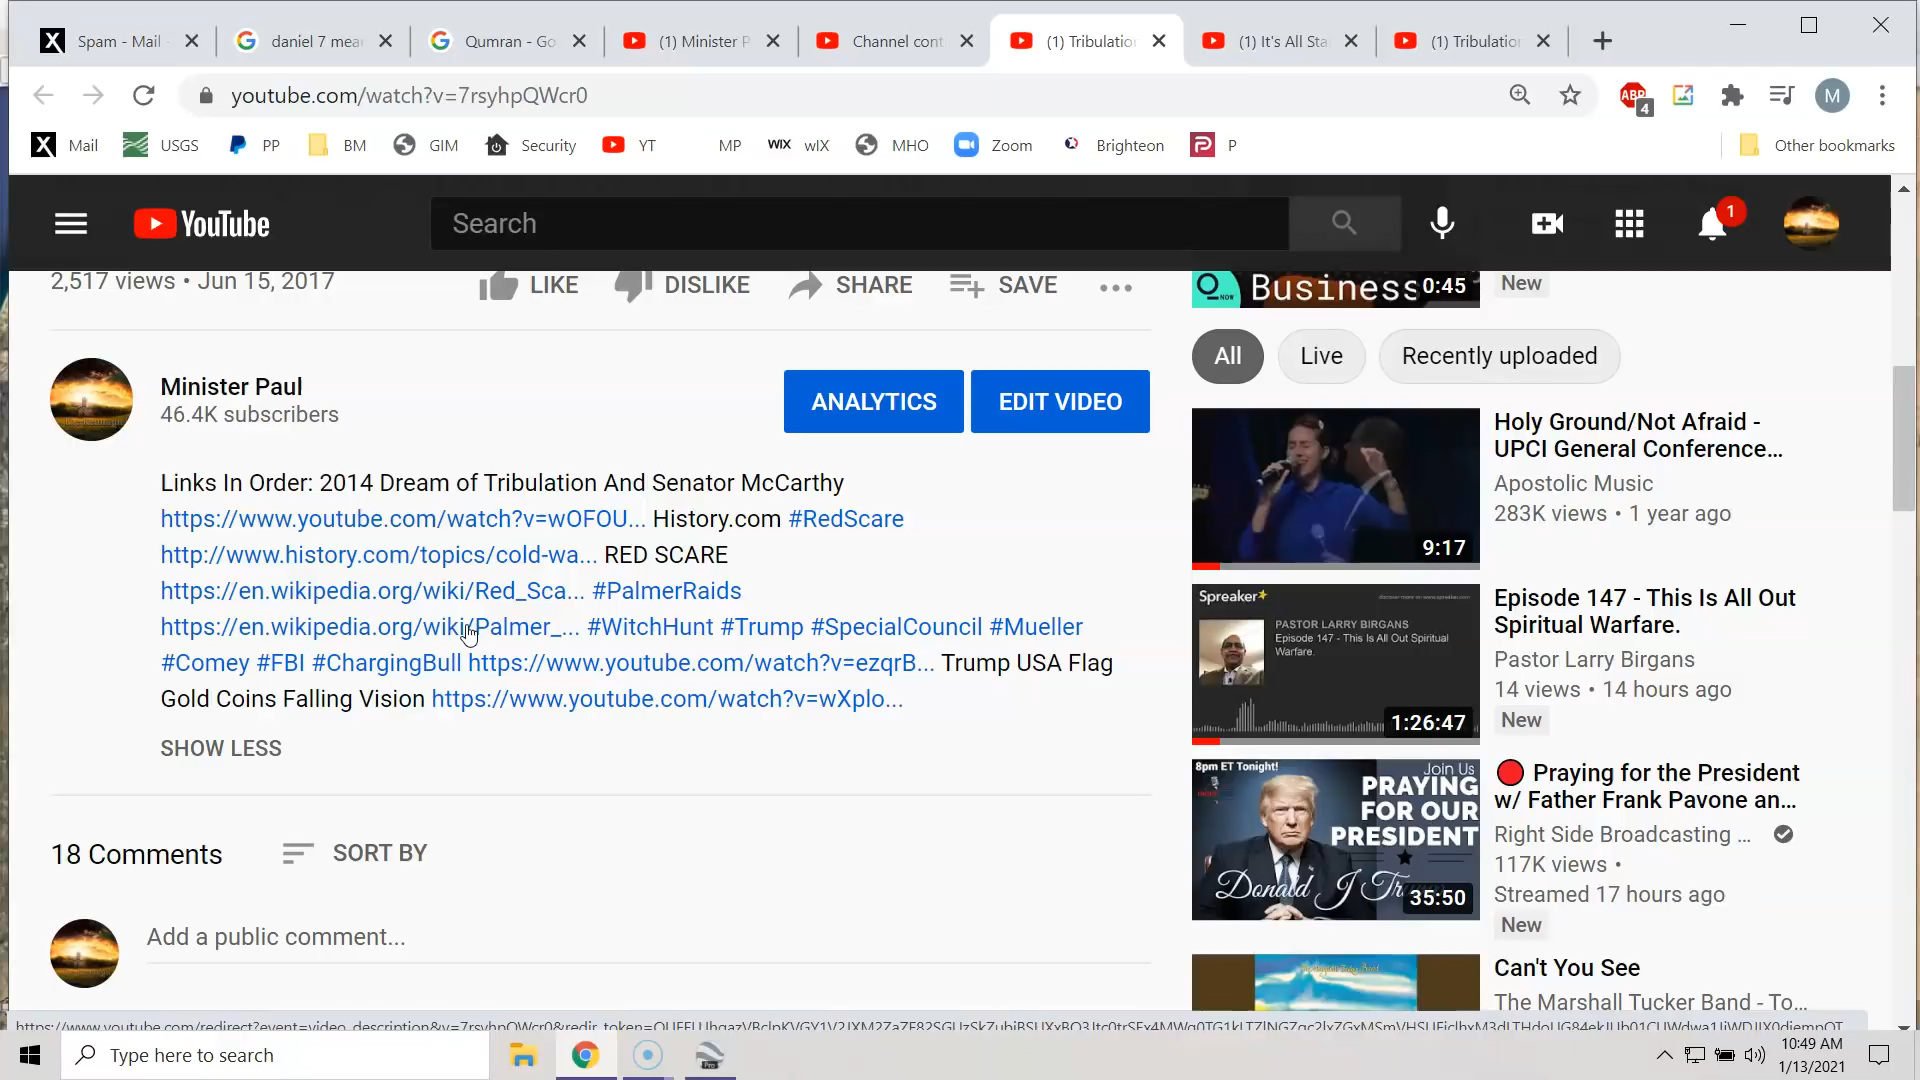 Spam - Mail -
daniel 7 mea
Qumran - Go
(1) Minister P
Channel cont
(1) Tribulatio
(1) It's All Sta
(1) Tribulatio
youtube.com/watch?v=7rsyhpQWcr0
ABP
4
M
Mail
USGS
PP
BM
GIM
Security
YT
MP
WIX
wIX
MHO
Zoom
Brighteon
P
Other bookmarks
YouTube
Search
1
2,517 views • Jun 15, 2017
LIKE
DISLIKE
SHARE
SAVE
Minister Paul
46.4K subscribers
ANALYTICS
EDIT VIDEO
Links In Order: 2014 Dream of Tribulation And Senator McCarthy
https://www.youtube.com/watch?v=wOFOU... History.com #RedScare
http://www.history.com/topics/cold-wa... RED SCARE
https://en.wikipedia.org/wiki/Red_Sca... #PalmerRaids
https://en.wikipedia.org/wiki/Palmer_... #WitchHunt #Trump #SpecialCouncil #Mueller
#Comey #FBI #ChargingBull https://www.youtube.com/watch?v=ezqrB... Trump USA Flag
Gold Coins Falling Vision https://www.youtube.com/watch?v=wXplo...
SHOW LESS
18 Comments
SORT BY
Add a public comment...
NOW
Business
0:45
New
All
Live
Recently uploaded
9:17
Holy Ground/Not Afraid -
UPCI General Conference...
Apostolic Music
283K views • 1 year ago
Spreaker
PASTOR LARRY BIRGANS
Episode 147 - This Is All Out Spiritual
Warfare.
1:26:47
Episode 147 - This Is All Out
Spiritual Warfare.
Pastor Larry Birgans
14 views • 14 hours ago
New
8pm ET Tonight!
Join Us
PRAYING
FOR OUR
PRESIDENT
Donald J Tr
35:50
Praying for the President
w/ Father Frank Pavone an...
Right Side Broadcasting ...
117K views •
Streamed 17 hours ago
New
Can't You See
The Marshall Tucker Band - To...
Type here to search
10:49 AM
1/13/2021